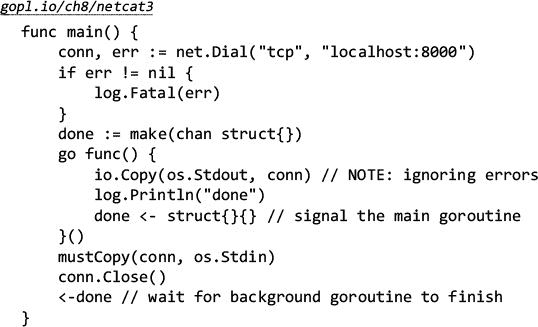 gopl.io/ch8/netcat3
func main() {
    conn, err := net.Dial("tcp", "localhost:8000")
    if err != nil {
        log.Fatal(err)
    }
    done := make(chan struct{})
    go func() {
        io.Copy(os.Stdout, conn) // NOTE: ignoring errors
        log.Println("done")
        done <- struct{}{} // signal the main goroutine
    }()
    mustCopy(conn, os.Stdin)
    conn.Close()
    <-done // wait for background goroutine to finish
}